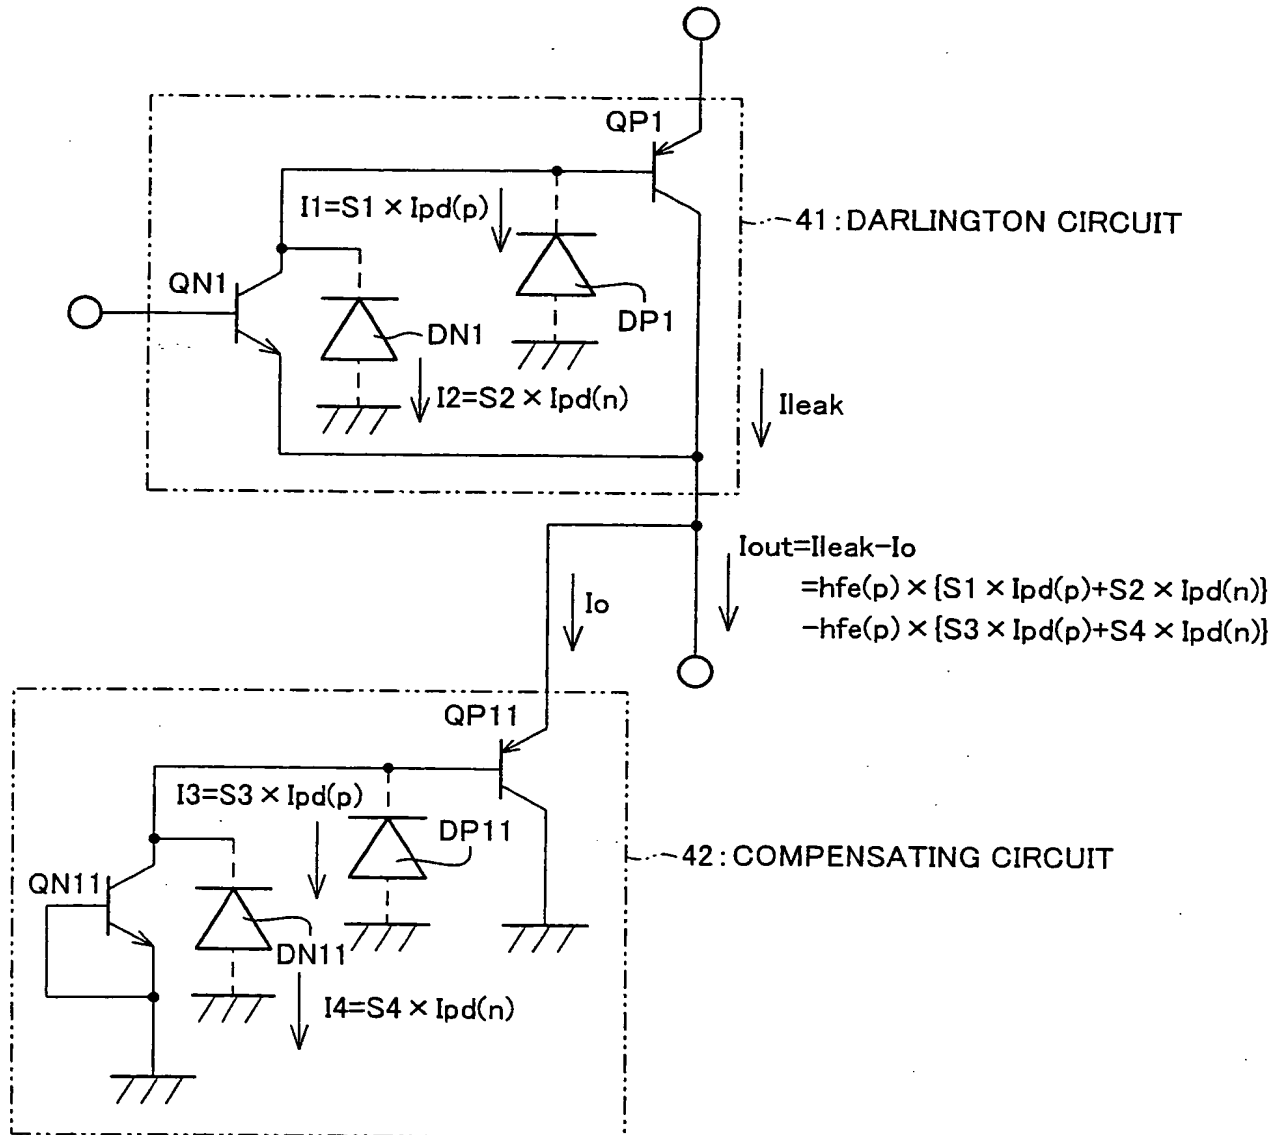 QP1
I1=S1×Ipd(p)
41:DARLINGTON CIRCUIT
QN1
DN1
DP1
I2=S2×Ipd(n)
Ileak
Iout=Ileak-Io
=hfe(p)×{S1×Ipd(p)+S2×Ipd(n)}
-hfe(p)×{S3×Ipd(p)+S4×Ipd(n)}
Io
QP11
I3=S3×Ipd(p)
DP11
42:COMPENSATING CIRCUIT
QN11
DN11
I4=S4×Ipd(n)